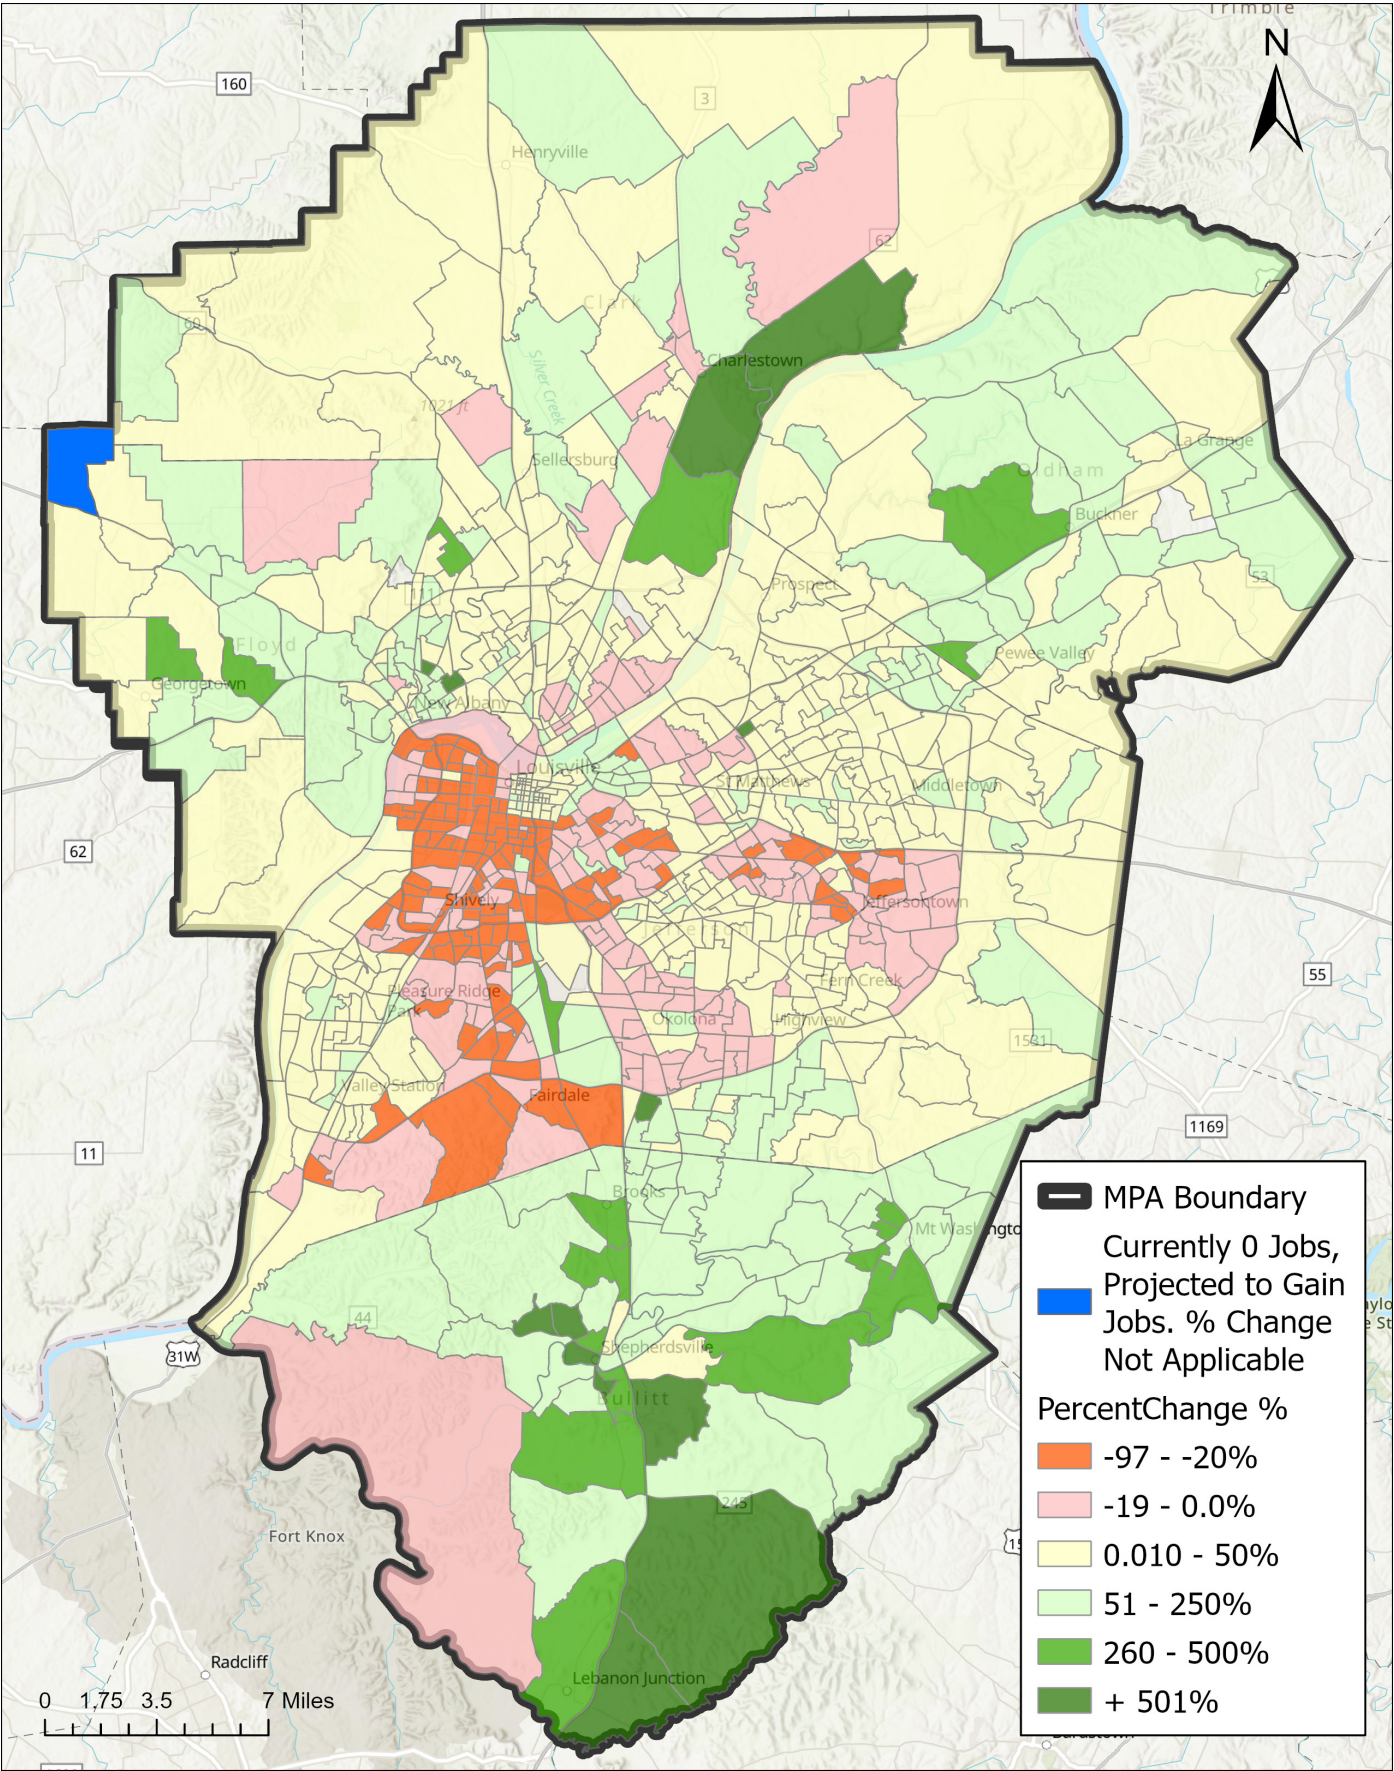 Trimble
N
160
3
Henryville
62
Clark
60
Charlestown
Silver Creek
1021 ft
La Grange
Sellersburg
Oldham
Buckner
Prospect
53
111
Floyd
Pewee Valley
Georgetown
New Albany
Louisville
St Matthews
Middletown
62
Shively
Jeffersontown
Jefferson
55
Pleasure Ridge
Park
Fern Creek
Okolona
Highview
1531
Valley Station
Fairdale
1169
11
Brooks
Mt Washingto
44
31W
Shepherdsville
Bullitt
245
Fort Knox
15
Radcliff
Lebanon Junction
0 1.75 3.5 7 Miles
MPA Boundary
Currently 0 Jobs,
Projected to Gain
Jobs. % Change
Not Applicable
PercentChange %
-97 - -20%
-19 - 0.0%
0.010 - 50%
51 - 250%
260 - 500%
+ 501%